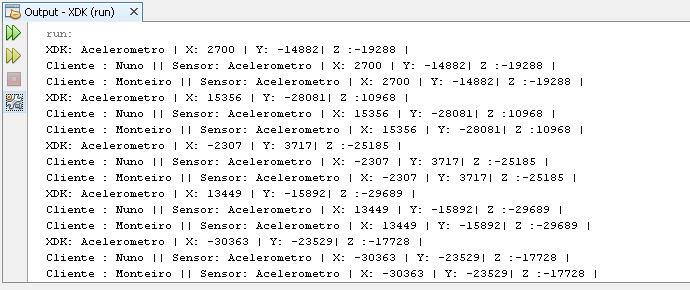 Output - XDK (run)
run:
XDK: Acelerometro | X: 2700 | Y: -14882| Z :-19288 |
Cliente : Nuno || Sensor: Acelerometro | X: 2700 | Y: -14882| Z :-19288 |
Cliente : Monteiro || Sensor: Acelerometro | X: 2700 | Y: -14882| Z :-19288 |
XDK: Acelerometro | X: 15356 | Y: -28081| Z :10968 |
Cliente : Nuno || Sensor: Acelerometro | X: 15356 | Y: -28081| Z :10968 |
Cliente : Monteiro || Sensor: Acelerometro | X: 15356 | Y: -28081| Z :10968 |
XDK: Acelerometro | X: -2307 | Y: 3717| Z :-25185 |
Cliente : Nuno || Sensor: Acelerometro | X: -2307 | Y: 3717| Z :-25185 |
Cliente : Monteiro || Sensor: Acelerometro | X: -2307 | Y: 3717| Z :-25185 |
XDK: Acelerometro | X: 13449 | Y: -15892| Z :-29689 |
Cliente : Nuno || Sensor: Acelerometro | X: 13449 | Y: -15892| Z :-29689 |
Cliente : Monteiro || Sensor: Acelerometro | X: 13449 | Y: -15892| Z :-29689 |
XDK: Acelerometro | X: -30363 | Y: -23529| Z :-17728 |
Cliente : Nuno || Sensor: Acelerometro | X: -30363 | Y: -23529| Z :-17728 |
Cliente : Monteiro || Sensor: Acelerometro | X: -30363 | Y: -23529| Z :-17728 |